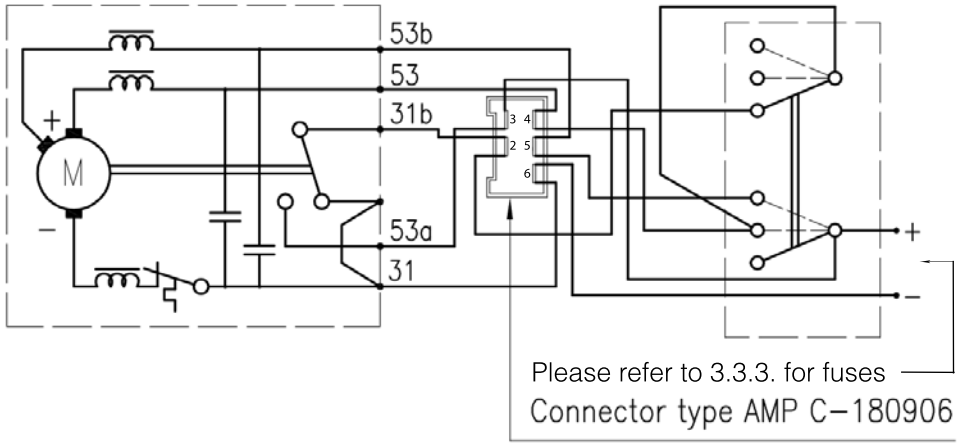 53b
53
31b
53a
31
+
M
−
3 4
2 5
6
+
−
Please refer to 3.3.3. for fuses
Connector type AMP C−180906